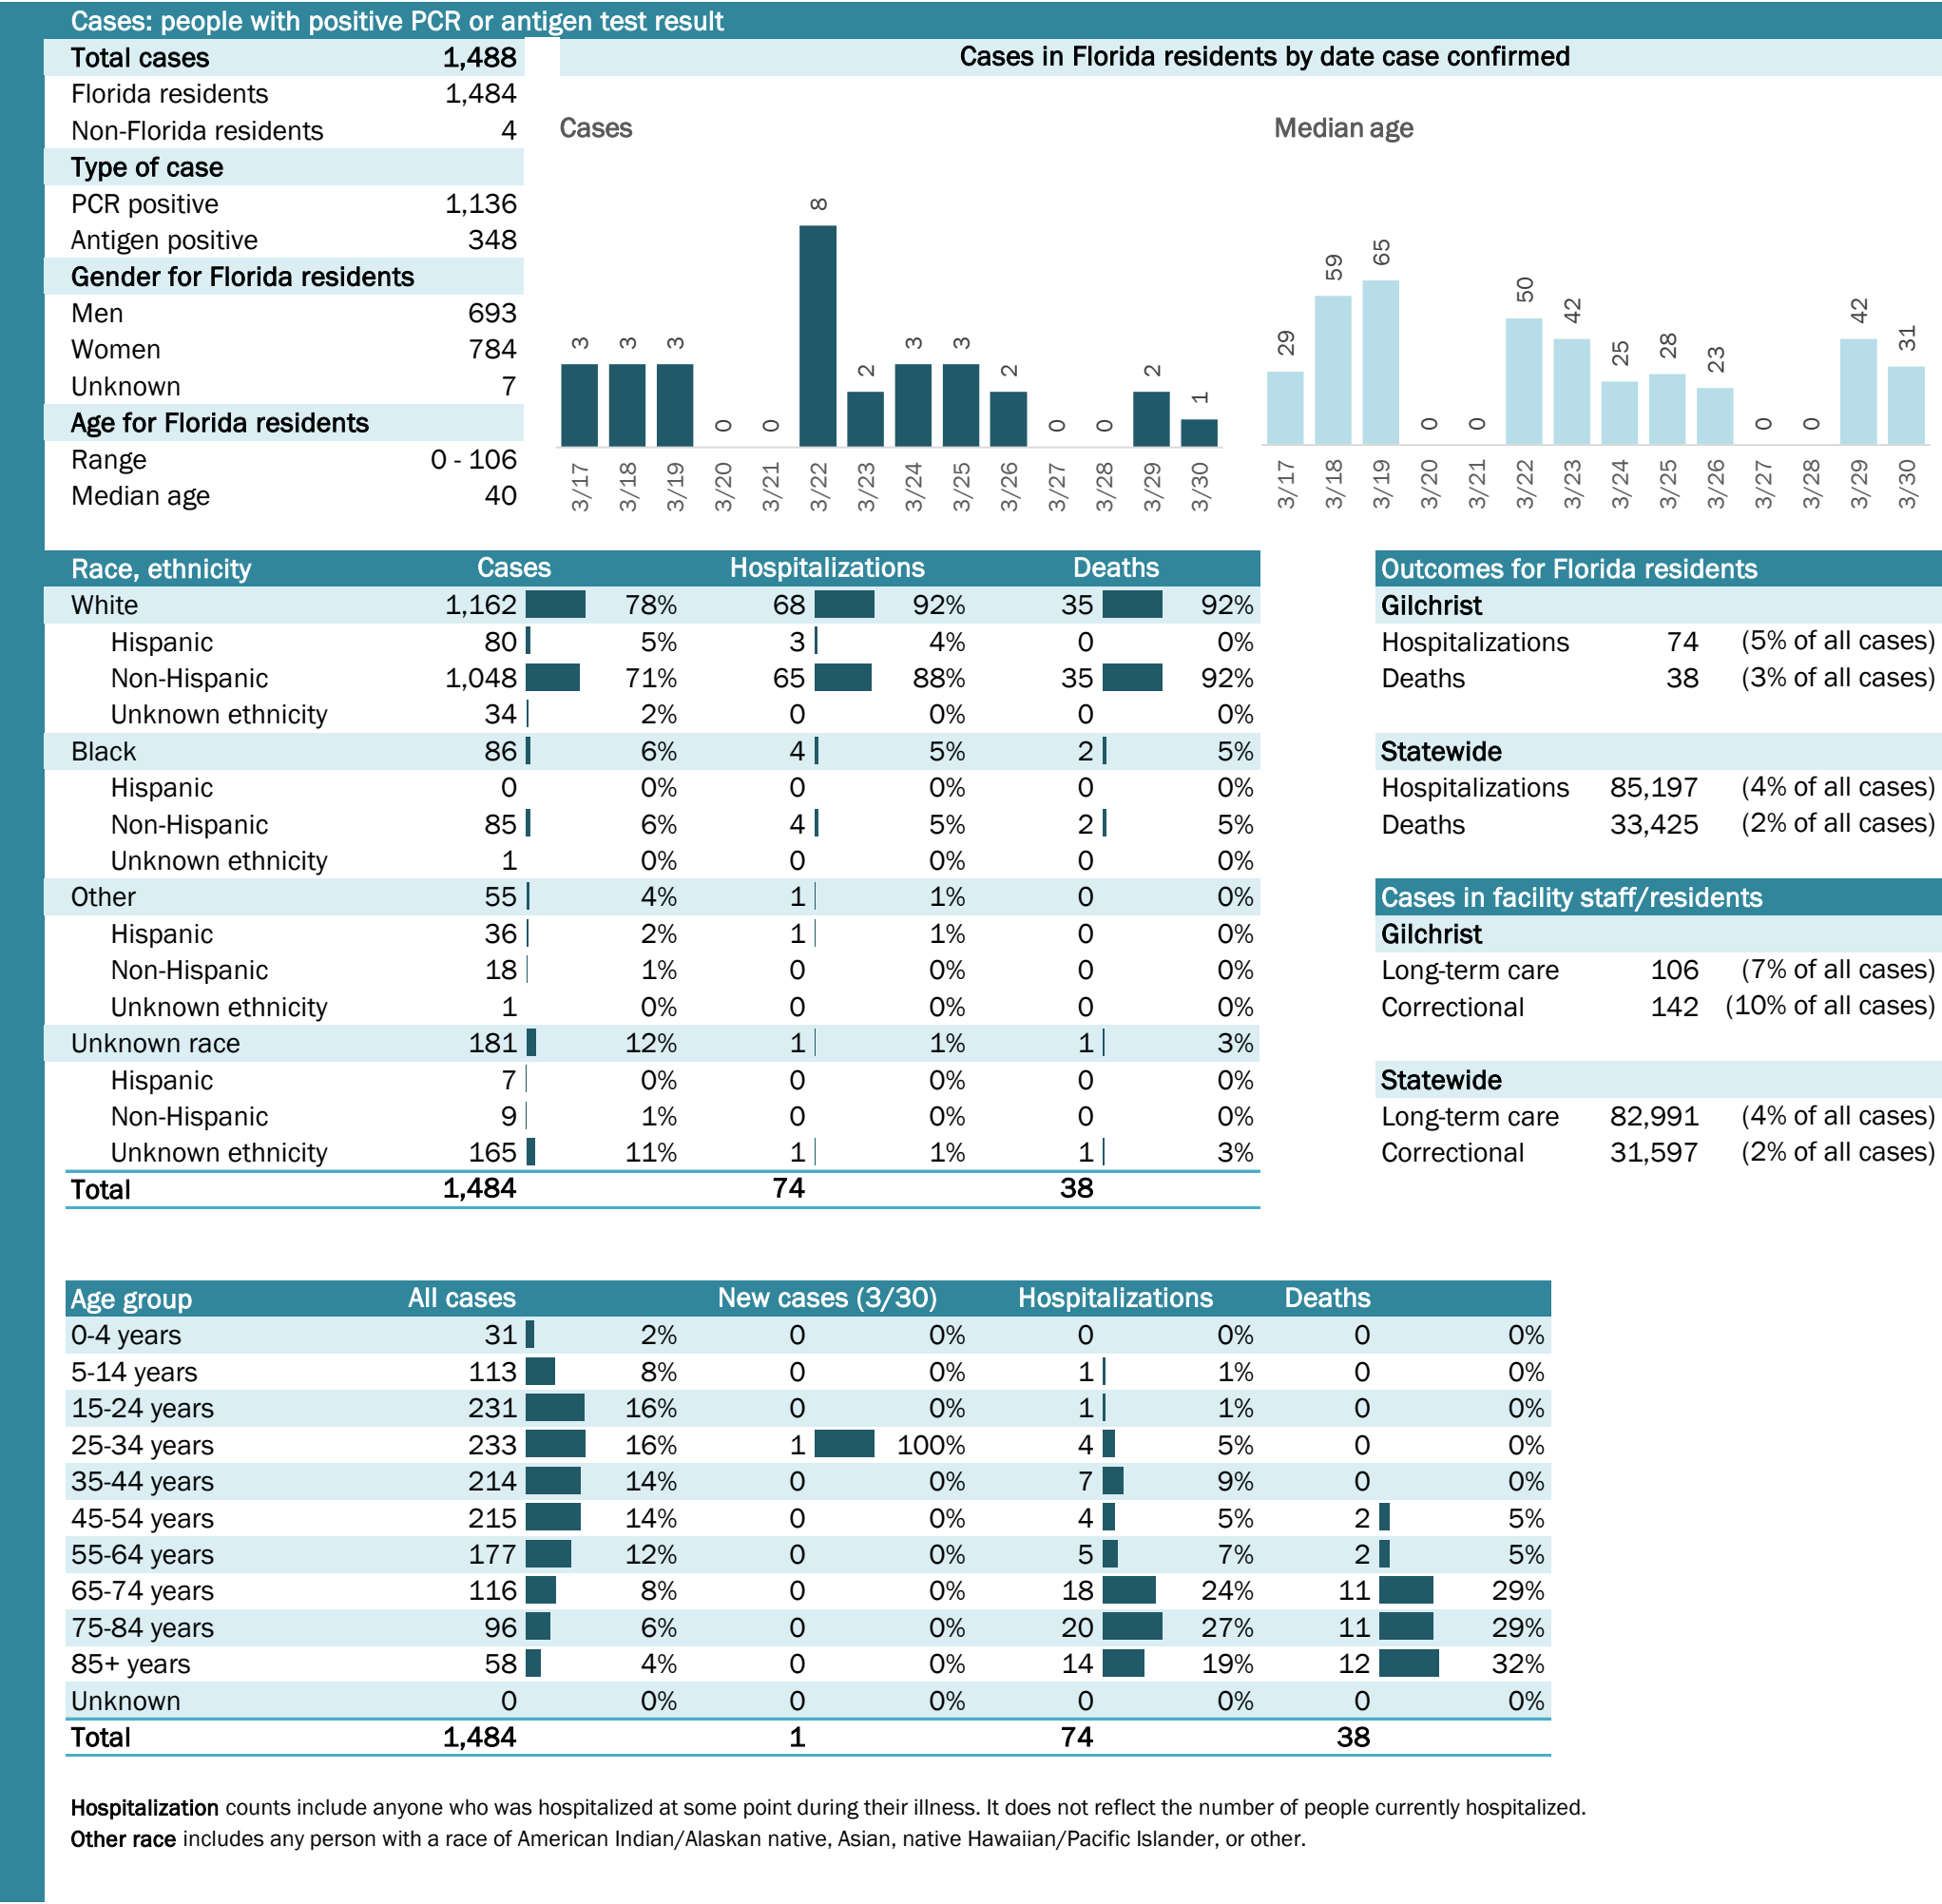 Cases: people with positive PCR or antigen test result
Total cases 1,488
Florida residents 1,484
Non-Florida residents 4
Type of case
PCR positive 1,136
Antigen positive 348
Gender for Florida residents
Men 693
Women 784
Unknown 7
Age for Florida residents
Range 0 - 106
Median age 40
Cases in Florida residents by date case confirmed
Cases
3 3 3 0 0 8 2 3 3 2 0 0 2 1
3/17 3/18 3/19 3/20 3/21 3/22 3/23 3/24 3/25 3/26 3/27 3/28 3/29 3/30
Median age
29 59 65 0 0 50 42 25 28 23 0 0 42 31
3/17 3/18 3/19 3/20 3/21 3/22 3/23 3/24 3/25 3/26 3/27 3/28 3/29 3/30
Race, ethnicity Cases Hospitalizations Deaths
White 1,162 78% 68 92% 35 92%
Hispanic 80 5% 3 4% 0 0%
Non-Hispanic 1,048 71% 65 88% 35 92%
Unknown ethnicity 34 2% 0 0% 0 0%
Black 86 6% 4 5% 2 5%
Hispanic 0 0% 0 0% 0 0%
Non-Hispanic 85 6% 4 5% 2 5%
Unknown ethnicity 1 0% 0 0% 0 0%
Other 55 4% 1 1% 0 0%
Hispanic 36 2% 1 1% 0 0%
Non-Hispanic 18 1% 0 0% 0 0%
Unknown ethnicity 1 0% 0 0% 0 0%
Unknown race 181 12% 1 1% 1 3%
Hispanic 7 0% 0 0% 0 0%
Non-Hispanic 9 1% 0 0% 0 0%
Unknown ethnicity 165 11% 1 1% 1 3%
Total 1,484 74 38
Outcomes for Florida residents
Gilchrist
Hospitalizations 74 (5% of all cases)
Deaths 38 (3% of all cases)
Statewide
Hospitalizations 85,197 (4% of all cases)
Deaths 33,425 (2% of all cases)
Cases in facility staff/residents
Gilchrist
Long-term care 106 (7% of all cases)
Correctional 142 (10% of all cases)
Statewide
Long-term care 82,991 (4% of all cases)
Correctional 31,597 (2% of all cases)
Age group All cases New cases (3/30) Hospitalizations Deaths
0-4 years 31 2% 0 0% 0 0% 0 0%
5-14 years 113 8% 0 0% 1 1% 0 0%
15-24 years 231 16% 0 0% 1 1% 0 0%
25-34 years 233 16% 1 100% 4 5% 0 0%
35-44 years 214 14% 0 0% 7 9% 0 0%
45-54 years 215 14% 0 0% 4 5% 2 5%
55-64 years 177 12% 0 0% 5 7% 2 5%
65-74 years 116 8% 0 0% 18 24% 11 29%
75-84 years 96 6% 0 0% 20 27% 11 29%
85+ years 58 4% 0 0% 14 19% 12 32%
Unknown 0 0% 0 0% 0 0% 0 0%
Total 1,484 1 74 38
Hospitalization counts include anyone who was hospitalized at some point during their illness. It does not reflect the number of people currently hospitalized.
Other race includes any person with a race of American Indian/Alaskan native, Asian, native Hawaiian/Pacific Islander, or other.